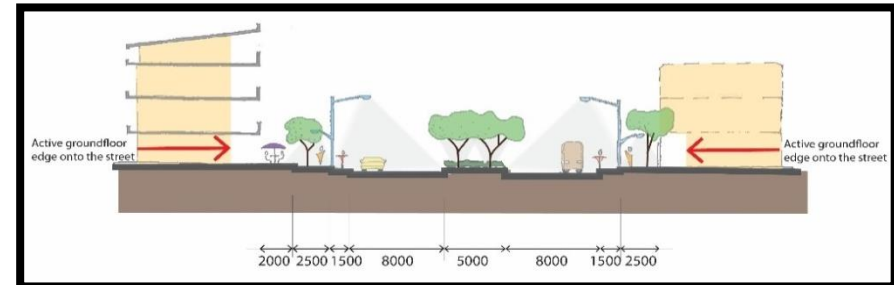 Active groundfloor
edge onto the street
Active groundfloor
edge onto the street
2000 2500 1500 8000 5000 8000 1500 2500